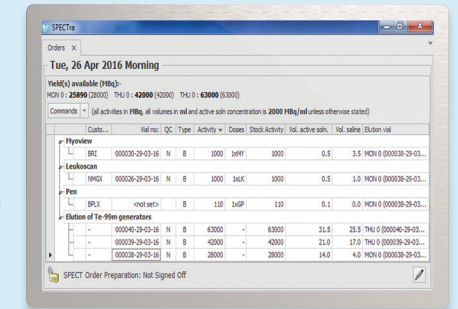 SPECTra
Orders X
Tue, 26 Apr 2016 Morning
Yield(s) available (MBq):-
MON 0 : 25890 (28000) THU 0 : 42000 (42000) THU 0 : 63000 (63000)
Commands (all activities in MBq, all volumes in ml and active soln concentration is 2000 MBq/ml unless otherwise stated)
Custo... Vial no: QC Type Activity Doses Stock Activity Vol. active soln. Vol. saline Elution vial
Myoview
BRI 000030-29-03-16 N B 1000 1xMY 1000 0.5 3.5 MON 0 (000038-29-03...
Leukoscan
NMGX 000026-29-03-16 N B 1000 1xLK 1000 0.5 1.0 MON 0 (000038-29-03...
Pen
BPLX <not set> B 110 1xGP 110 0.1 0.0 MON 0 (000038-29-03...
Elution of Te-99m generators
- 000040-29-03-16 N B 63000 - 63000 31.5 25.5 THU 0 (000040-29-03...
- 000039-29-03-16 N B 42000 - 42000 21.0 17.0 THU 0 (000039-29-03...
- 000038-29-03-16 N B 28000 - 28000 14.0 4.0 MON 0 (000038-29-03...
SPECT Order Preparation: Not Signed Off